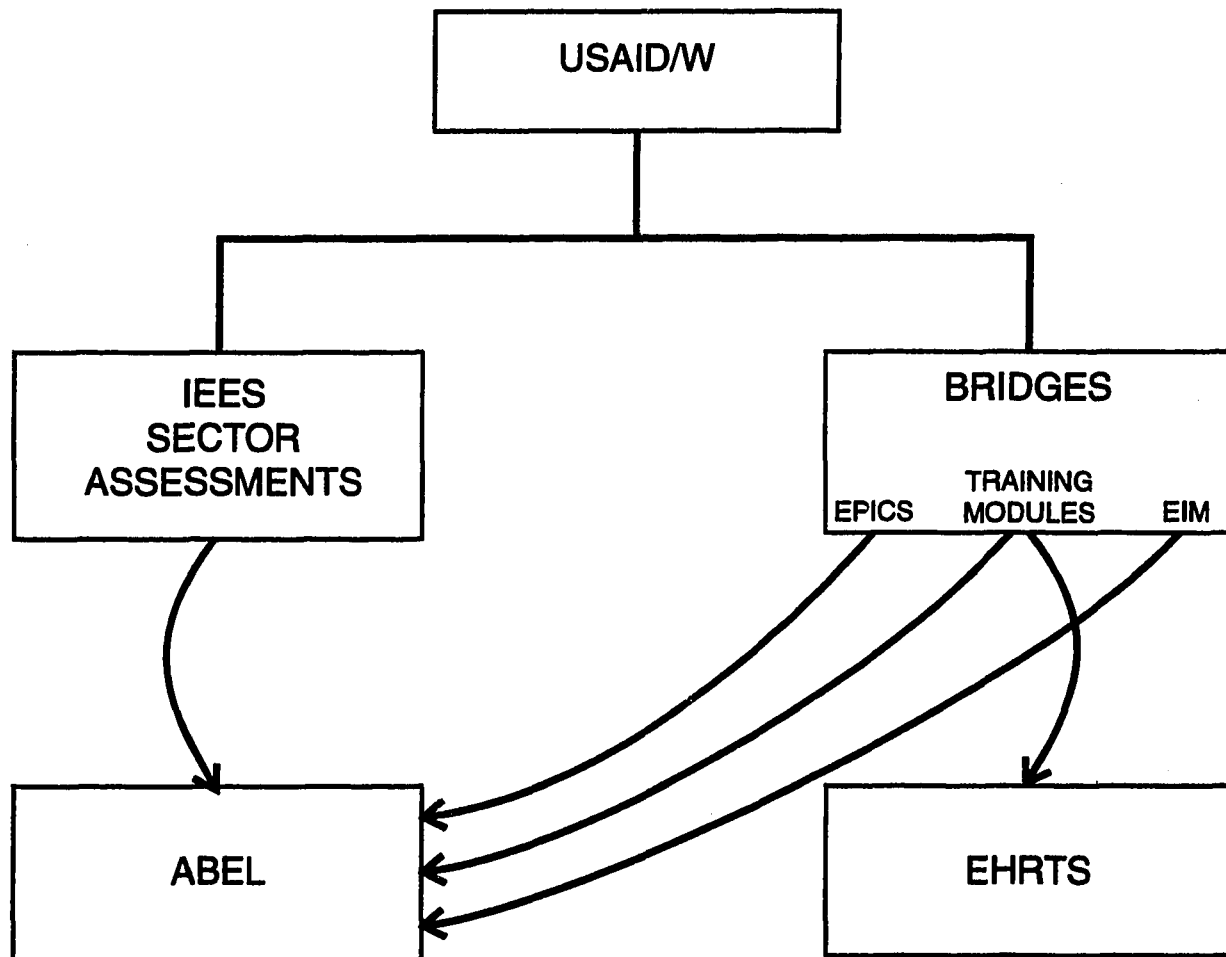 USAID/W
IEES
SECTOR
ASSESSMENTS
BRIDGES
EPICS
TRAINING
MODULES
EIM
ABEL
EHRTS